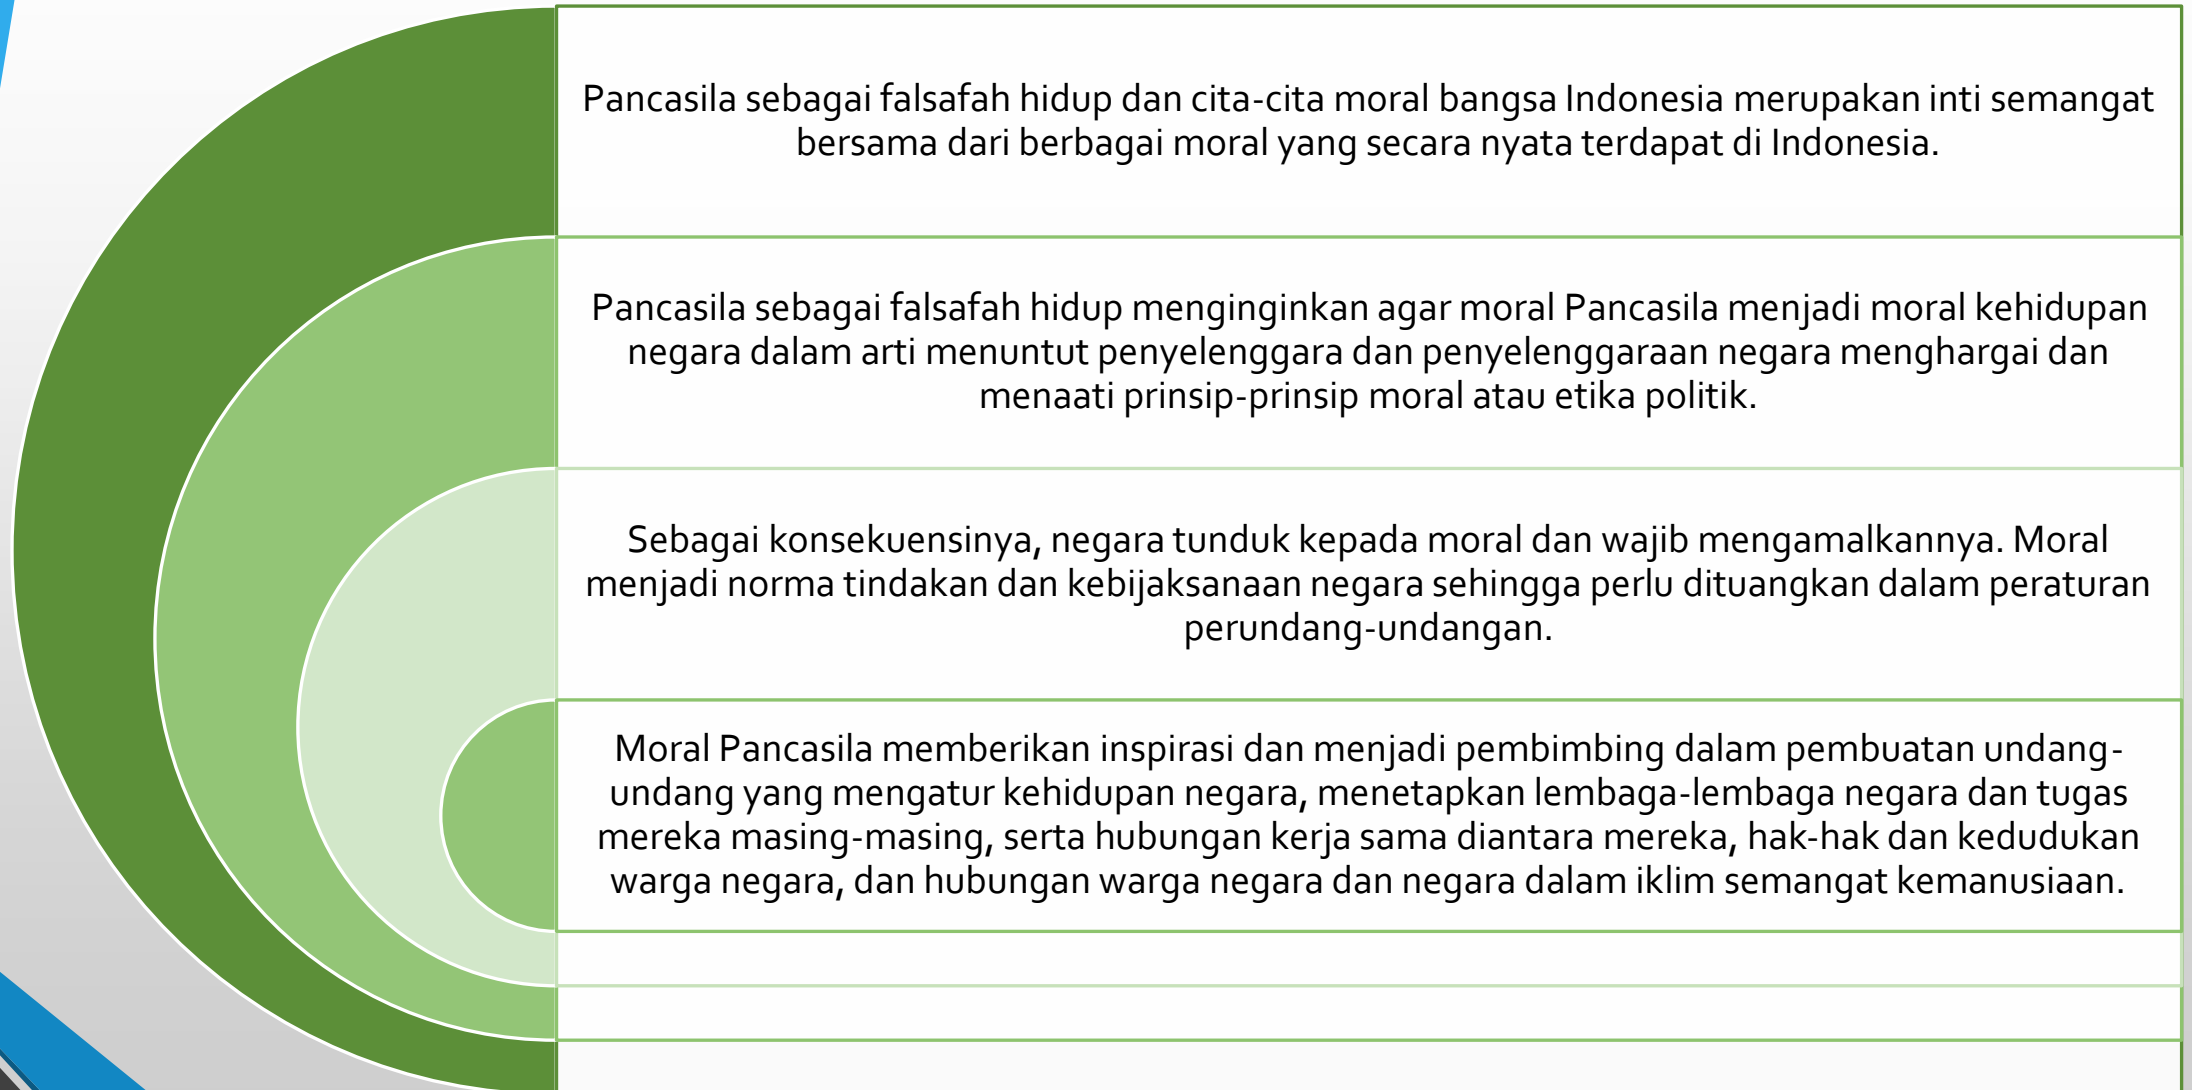 Pancasila sebagai falsafah hidup dan cita-cita moral bangsa Indonesia merupakan inti semangat
bersama dari berbagai moral yang secara nyata terdapat di Indonesia.
Pancasila sebagai falsafah hidup menginginkan agar moral Pancasila menjadi moral kehidupan
negara dalam arti menuntut penyelenggara dan penyelenggaraan negara menghargai dan
menaati prinsip-prinsip moral atau etika politik.
Sebagai konsekuensinya, negara tunduk kepada moral dan wajib mengamalkannya. Moral
menjadi norma tindakan dan kebijaksanaan negara sehingga perlu dituangkan dalam peraturan
perundang-undangan.
Moral Pancasila memberikan inspirasi dan menjadi pembimbing dalam pembuatan undang-
undang yang mengatur kehidupan negara, menetapkan lembaga-lembaga negara dan tugas
mereka masing-masing, serta hubungan kerja sama diantara mereka, hak-hak dan kedudukan
warga negara, dan hubungan warga negara dan negara dalam iklim semangat kemanusiaan.